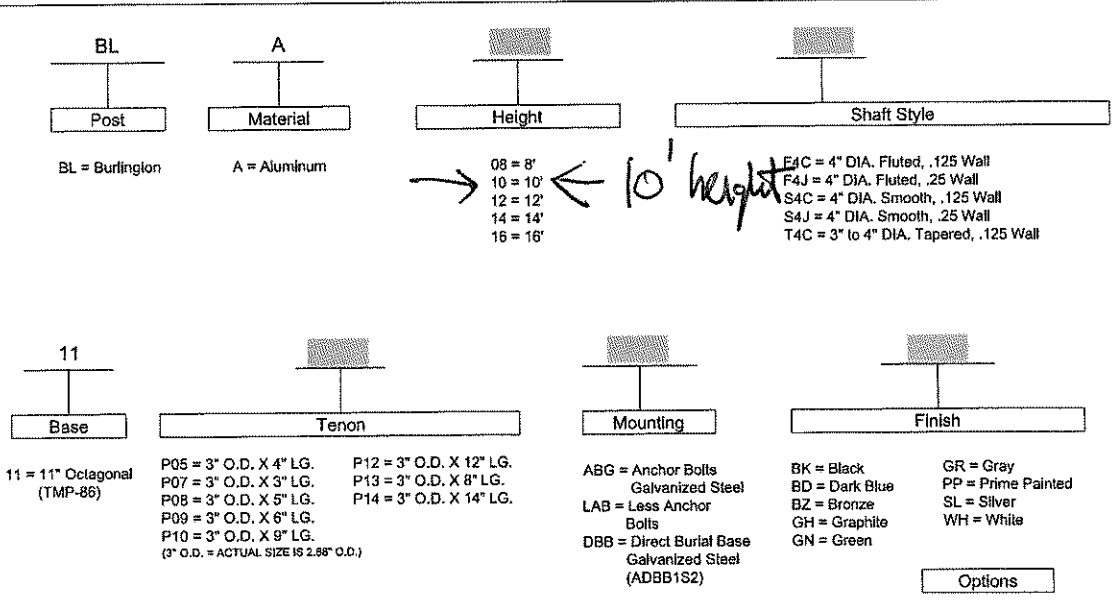 BL
A
Post
Material
Height
Shaft Style
BL = Burlington
A = Aluminum
08 = 8'
10 = 10'
12 = 12'
14 = 14'
16 = 16'
10' height
F4C = 4" DIA. Fluted, .125 Wall
F4J = 4" DIA. Fluted, .25 Wall
S4C = 4" DIA. Smooth, .125 Wall
S4J = 4" DIA. Smooth, .25 Wall
T4C = 3" to 4" DIA. Tapered, .125 Wall
11
Base
Tenon
Mounting
Finish
11 = 11" Octagonal
(TMP-86)
P05 = 3" O.D. X 4" LG.
P07 = 3" O.D. X 3" LG.
P08 = 3" O.D. X 5" LG.
P09 = 3" O.D. X 6" LG.
P10 = 3" O.D. X 9" LG.
(3" O.D. = ACTUAL SIZE IS 2.88" O.D.)
P12 = 3" O.D. X 12" LG.
P13 = 3" O.D. X 8" LG.
P14 = 3" O.D. X 14" LG.
ABG = Anchor Bolts
Galvanized Steel
LAB = Less Anchor
Bolts
DBB = Direct Burial Base
Galvanized Steel
(ADBB1S2)
BK = Black
BD = Dark Blue
BZ = Bronze
GH = Graphite
GN = Green
GR = Gray
PP = Prime Painted
SL = Silver
WH = White
Options